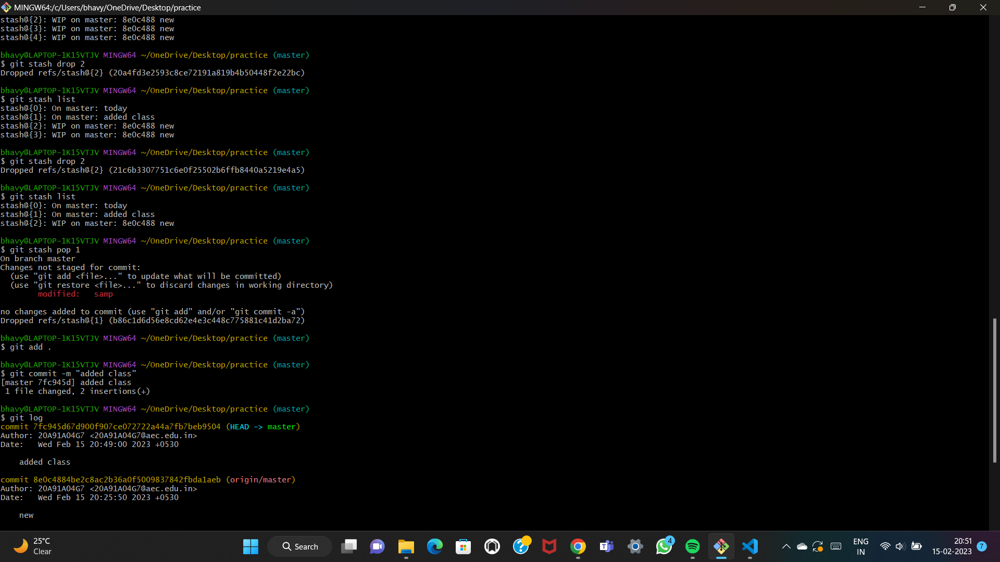 MINGW64:/c/Users/bhavy/OneDrive/Desktop/practice
stash@{2}: WIP on master: 8e0c488 new
stash@{3}: WIP on master: 8e0c488 new
stash@{4}: WIP on master: 8e0c488 new
bhavy@LAPTOP-1K15VTJV MINGW64 ~/OneDrive/Desktop/practice (master)
$ git stash drop 2
Dropped refs/stash@{2} (20a4fd3e2593c8ce72191a819b4b50448f2e22bc)
bhavy@LAPTOP-1K15VTJV MINGW64 ~/OneDrive/Desktop/practice (master)
$ git stash list
stash@{0}: On master: today
stash@{1}: On master: added class
stash@{2}: WIP on master: 8e0c488 new
stash@{3}: WIP on master: 8e0c488 new
bhavy@LAPTOP-1K15VTJV MINGW64 ~/OneDrive/Desktop/practice (master)
$ git stash drop 2
Dropped refs/stash@{2} (21c6b3307751c6e0f25502b6ffb8440a5219e4a5)
bhavy@LAPTOP-1K15VTJV MINGW64 ~/OneDrive/Desktop/practice (master)
$ git stash list
stash@{0}: On master: today
stash@{1}: On master: added class
stash@{2}: WIP on master: 8e0c488 new
bhavy@LAPTOP-1K15VTJV MINGW64 ~/OneDrive/Desktop/practice (master)
$ git stash pop 1
On branch master
Changes not staged for commit:
  (use "git add <file>..." to update what will be committed)
  (use "git restore <file>..." to discard changes in working directory)
        modified:   samp
no changes added to commit (use "git add" and/or "git commit -a")
Dropped refs/stash@{1} (b86c1d6d56e8cd62e4e3c448c775881c41d2ba72)
bhavy@LAPTOP-1K15VTJV MINGW64 ~/OneDrive/Desktop/practice (master)
$ git add .
bhavy@LAPTOP-1K15VTJV MINGW64 ~/OneDrive/Desktop/practice (master)
$ git commit -m "added class"
[master 7fc945d] added class
 1 file changed, 2 insertions(+)
bhavy@LAPTOP-1K15VTJV MINGW64 ~/OneDrive/Desktop/practice (master)
$ git log
commit 7fc945d67d900f907ce072722a44a7fb7beb9504 (HEAD -> master)
Author: 20A91A04G7 <20A91A04G7@aec.edu.in>
Date:   Wed Feb 15 20:49:00 2023 +0530
    added class
commit 8e0c4884be2c8ac2b36a0f5009837842fbda1aeb (origin/master)
Author: 20A91A04G7 <20A91A04G7@aec.edu.in>
Date:   Wed Feb 15 20:25:50 2023 +0530
    new
25°C
Clear
Search
4
ENG
IN
20:51
15-02-2023
7